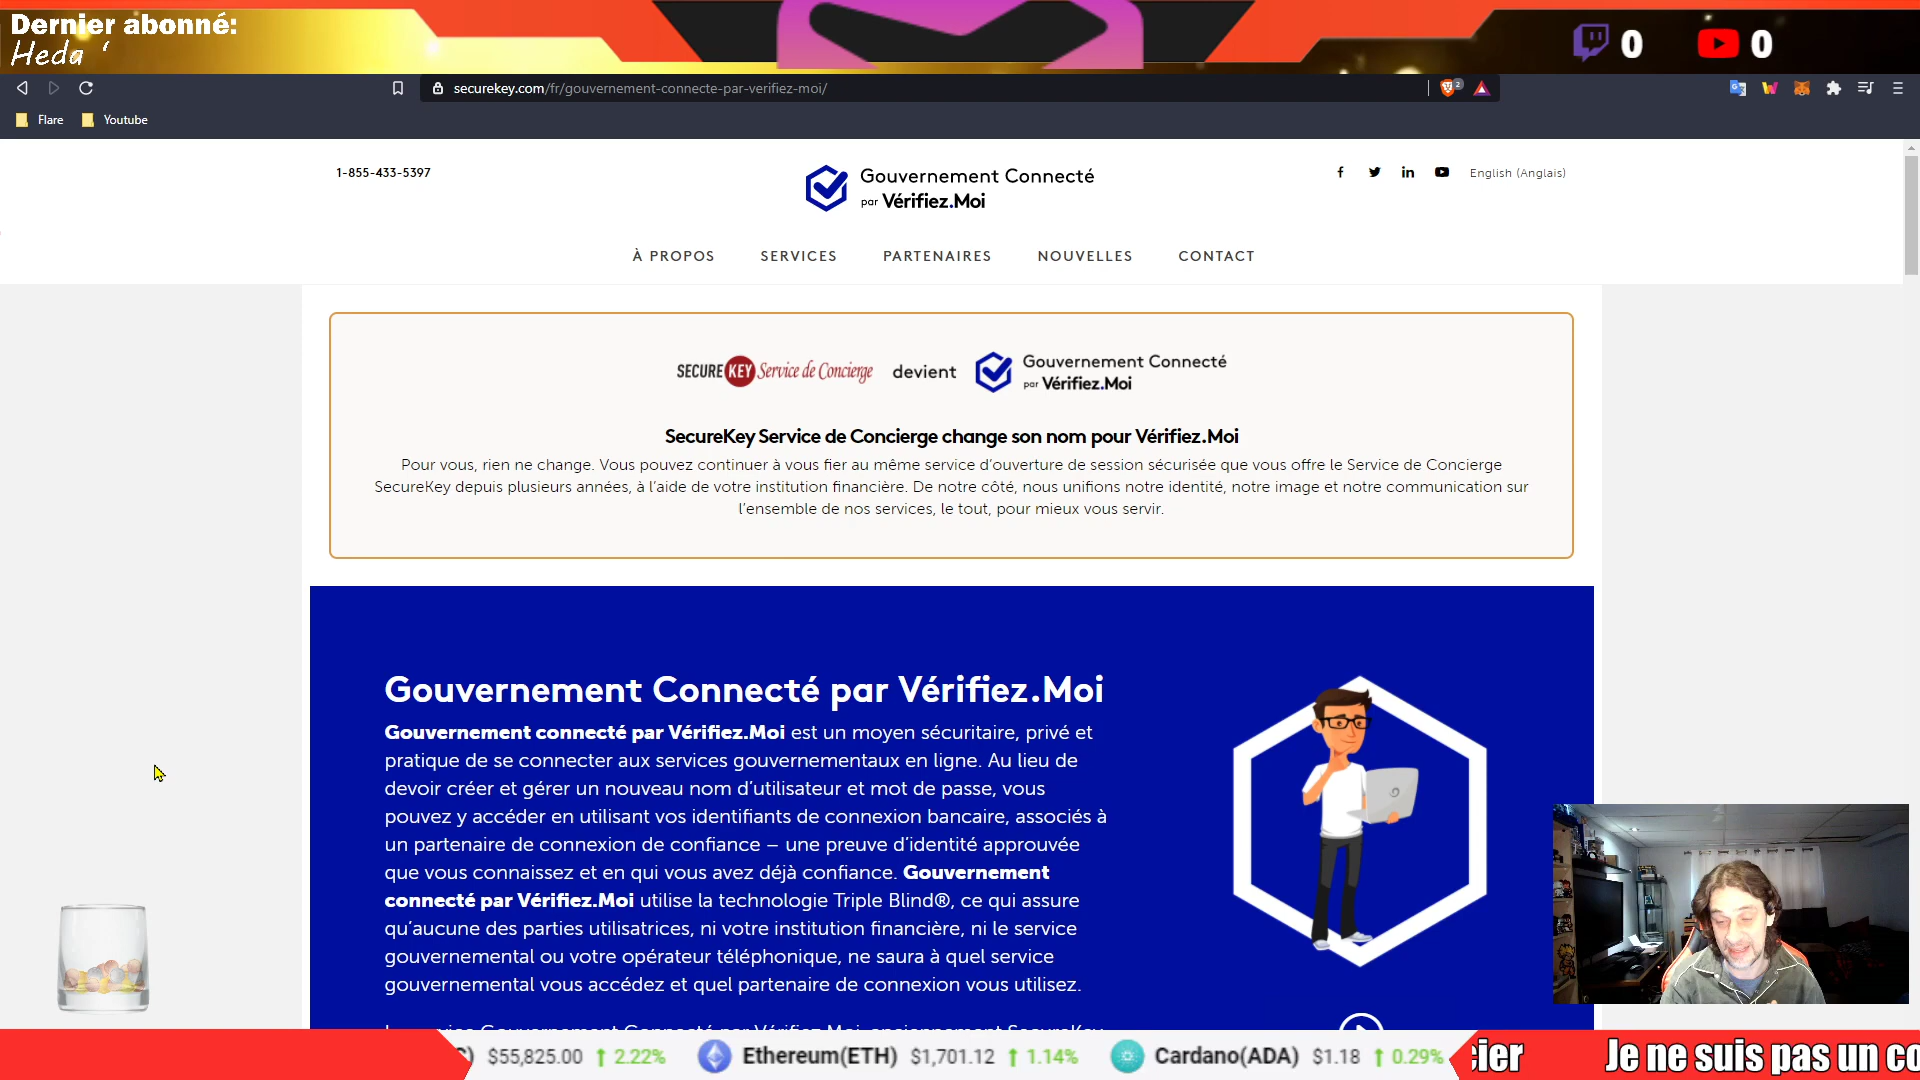 Dernier abonné:
Heda ‘
0
0
securekey.com/fr/gouvernement-connecte-par-verifiez-moi/
2
Flare
Youtube
1-855-433-5397
Gouvernement Connecté
par Vérifiez.Moi
English (Anglais)
À PROPOS
SERVICES
PARTENAIRES
NOUVELLES
CONTACT
SECUREKEY Service de Concierge
devient
Gouvernement Connecté
par Vérifiez.Moi
SecureKey Service de Concierge change son nom pour Vérifiez.Moi
Pour vous, rien ne change. Vous pouvez continuer à vous fier au même service d’ouverture de session sécurisée que vous offre le Service de Concierge
SecureKey depuis plusieurs années, à l’aide de votre institution financière. De notre côté, nous unifions notre identité, notre image et notre communication sur
l’ensemble de nos services, le tout, pour mieux vous servir.
Gouvernement Connecté par Vérifiez.Moi
Gouvernement connecté par Vérifiez.Moi est un moyen sécuritaire, privé et
pratique de se connecter aux services gouvernementaux en ligne. Au lieu de
devoir créer et gérer un nouveau nom d’utilisateur et mot de passe, vous
pouvez y accéder en utilisant vos identifiants de connexion bancaire, associés à
un partenaire de connexion de confiance – une preuve d’identité approuvée
que vous connaissez et en qui vous avez déjà confiance. Gouvernement
connecté par Vérifiez.Moi utilise la technologie Triple Blind®, ce qui assure
qu’aucune des parties utilisatrices, ni votre institution financière, ni le service
gouvernemental ou votre opérateur téléphonique, ne saura à quel service
gouvernemental vous accédez et quel partenaire de connexion vous utilisez.
Gouvernement Connecté par Vérifiez.Moi, anciennement SecureKey
$55,825.00 ↑ 2.22%
Ethereum(ETH) $1,701.12 ↑ 1.14%
Cardano(ADA) $1.18 ↑ 0.29%
cier
Je ne suis pas un co